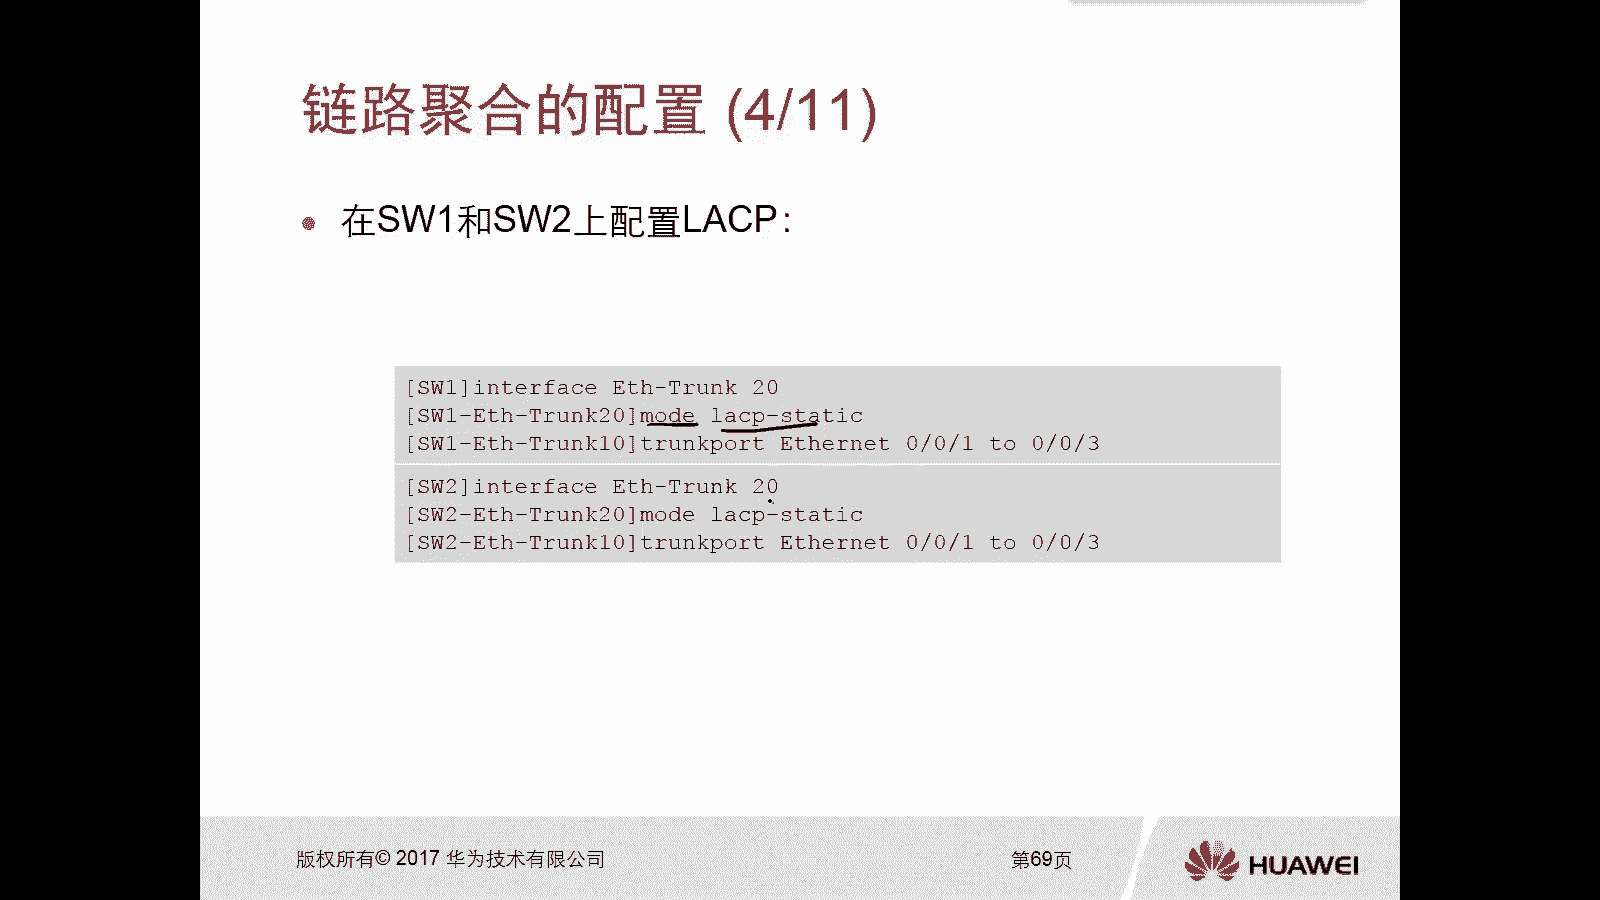 链路聚合的配置 (4/11)
在SW1和SW2上配置LACP：
[SW1]interface Eth-Trunk 20
[SW1-Eth-Trunk20]mode lacp-static
[SW1-Eth-Trunk10]trunkport Ethernet 0/0/1 to 0/0/3
[SW2]interface Eth-Trunk 20
[SW2-Eth-Trunk20]mode lacp-static
[SW2-Eth-Trunk10]trunkport Ethernet 0/0/1 to 0/0/3
版权所有© 2017 华为技术有限公司
第69页
HUAWEI